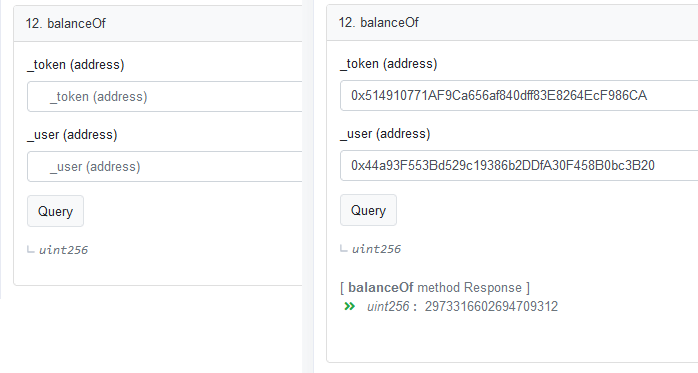 12. balanceOf
_token (address)
_token (address)
_user (address)
_user (address)
Query
uint256
12. balanceOf
_token (address)
0x514910771AF9Ca656af840dff83E8264EcF986CA
_user (address)
0x44a93F553Bd529c19386b2DDfA30F458B0bc3B20
Query
uint256
[ balanceOf method Response ]
uint256 : 2973316602694709312